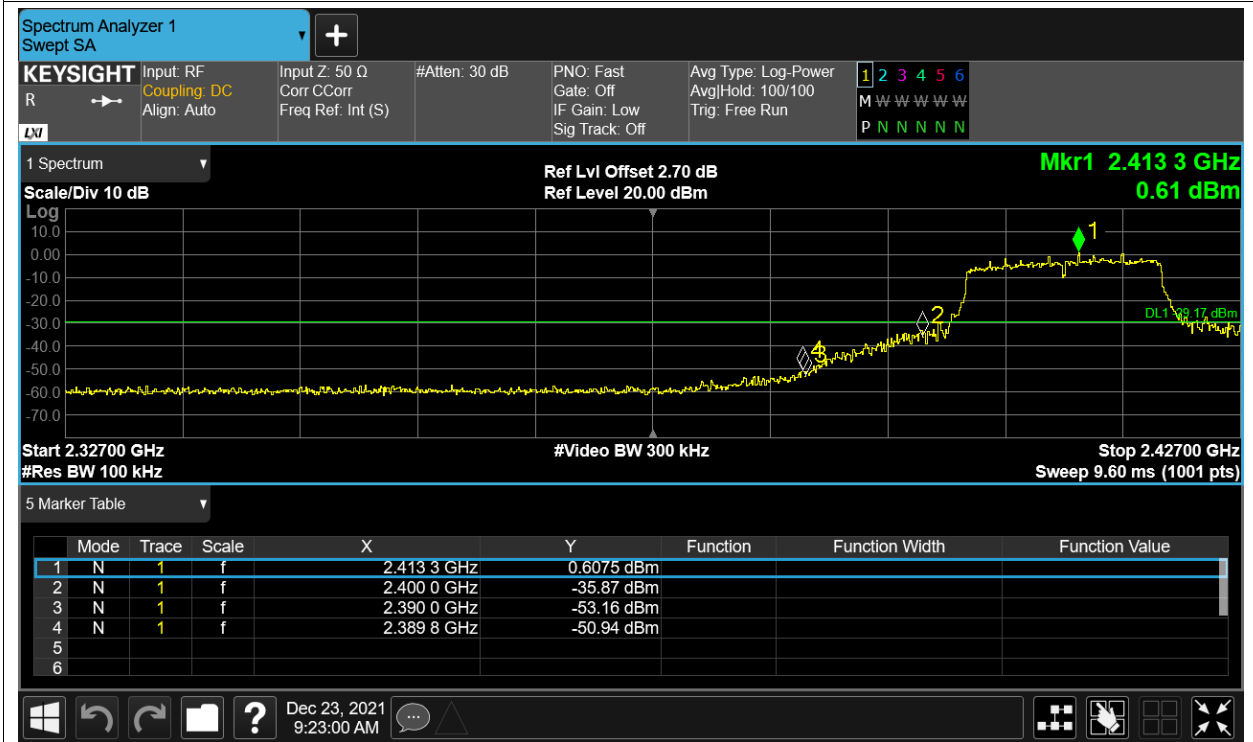 Spectrum Analyzer 1
Swept SA
+
KEYSIGHT Input: RF Input Z: 50 Ω #Atten: 30 dB PNO: Fast Avg Type: Log-Power 1 2 3 4 5 6
R Coupling: DC Corr CCorr Gate: Off Avg|Hold: 100/100 M W W W W W
Align: Auto Freq Ref: Int (S) IF Gain: Low Trig: Free Run
LXI Sig Track: Off P N N N N N
1 Spectrum Ref Lvl Offset 2.70 dB Mkr1 2.413 3 GHz
Scale/Div 10 dB Ref Level 20.00 dBm 0.61 dBm
Log
10.0
1
0.00
-10.0
-20.0
2
DL1 -29.17 dBm
-30.0
-40.0
4
3
-50.0
-60.0
-70.0
Start 2.32700 GHz #Video BW 300 kHz Stop 2.42700 GHz
#Res BW 100 kHz Sweep 9.60 ms (1001 pts)
5 Marker Table
Mode Trace Scale X Y Function Function Width Function Value
1 N 1 f 2.413 3 GHz 0.6075 dBm
2 N 1 f 2.400 0 GHz -35.87 dBm
3 N 1 f 2.390 0 GHz -53.16 dBm
4 N 1 f 2.389 8 GHz -50.94 dBm
5
6
? Dec 23, 2021
9:23:00 AM